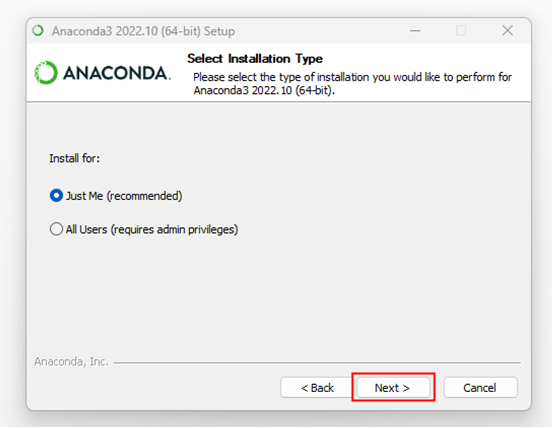 Anaconda3 2022.10 (64-bit) Setup
ANACONDA.
Select Installation Type
Please select the type of installation you would like to perform for
Anaconda3 2022.10 (64-bit).
Install for:
Just Me (recommended)
All Users (requires admin privileges)
Anaconda, Inc.
< Back
Next >
Cancel